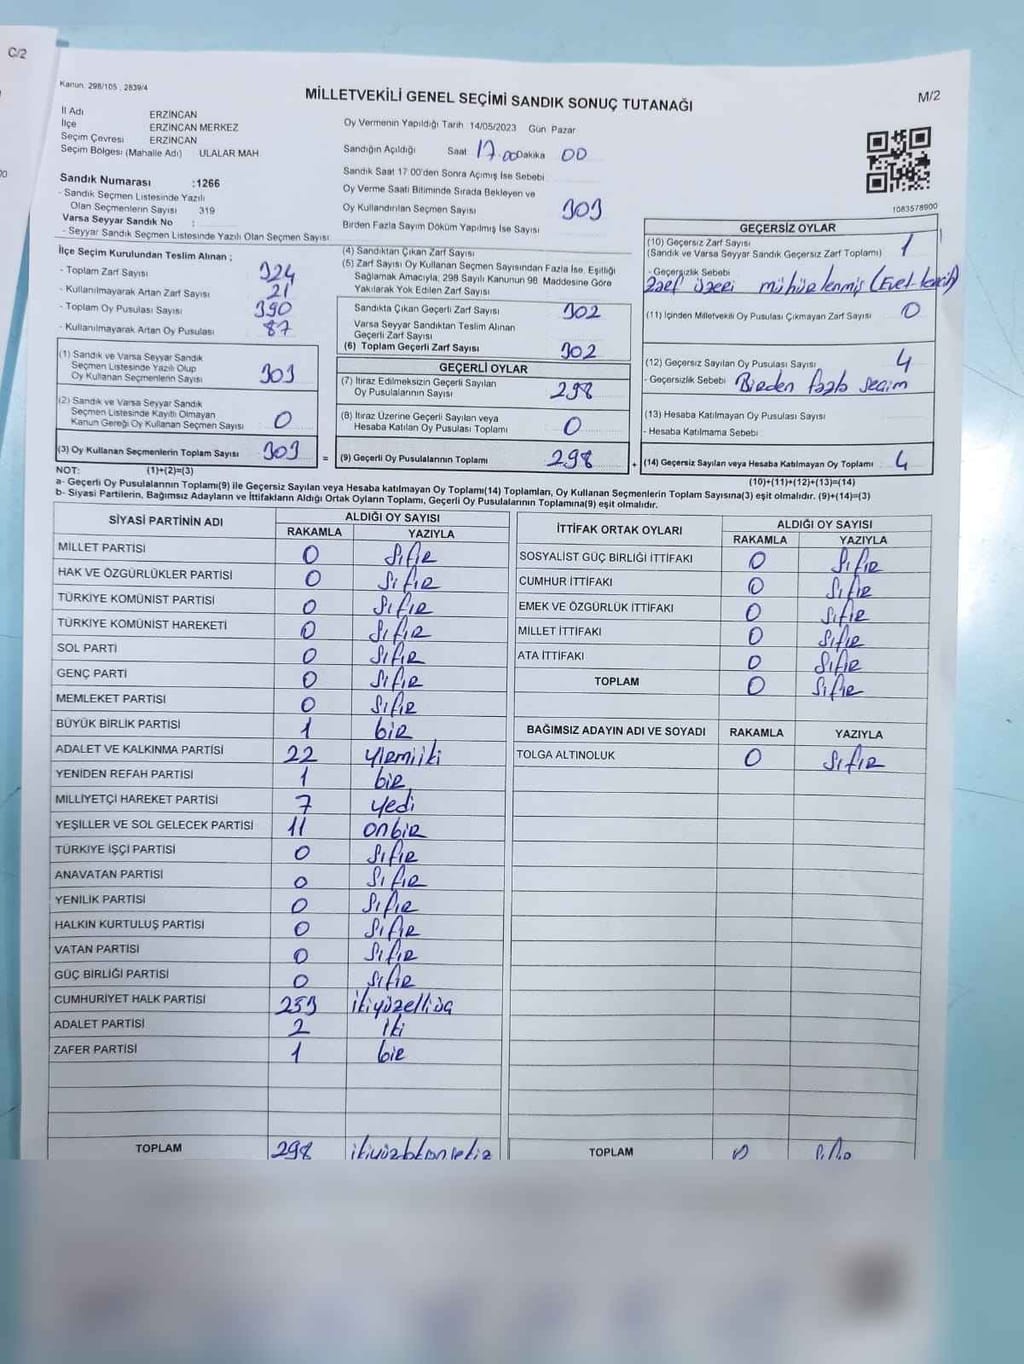 C/2
Kanun. 298/105 , 2839/4
MİLLETVEKİLİ GENEL SEÇİMİ SANDIK SONUÇ TUTANAĞI
M/2
İl Adı ERZİNCAN
İlçe ERZİNCAN MERKEZ
Seçim Çevresi ERZİNCAN
Seçim Bölgesi (Mahalle Adı) ULALAR MAH
Oy Vermenin Yapıldığı Tarih 14/05/2023 Gün Pazar
Sandığın Açıldığı Saat 17.00 Dakika 00
Sandık Saat 17 00'den Sonra Açımış İse Sebebi
Oy Verme Saati Bitiminde Sırada Bekleyen ve
Oy Kullandırılan Seçmen Sayısı 303
Birden Fazla Sayım Döküm Yapılmış İse Sayısı
1083578900
Sandık Numarası :1266
- Sandık Seçmen Listesinde Yazılı
Olan Seçmenlerin Sayısı 319
Varsa Seyyar Sandık No :
- Seyyar Sandık Seçmen Listesinde Yazılı Olan Seçmen Sayısı:
İlçe Seçim Kurulundan Teslim Alınan ;
- Toplam Zarf Sayısı 324
- Kullanılmayarak Artan Zarf Sayısı 21
- Toplam Oy Pusulası Sayısı 390
- Kullanılmayarak Artan Oy Pusulası 87
(1) Sandık ve Varsa Seyyar Sandık
Seçmen Listesinde Yazılı Olup
Oy Kullanan Seçmenlerin Sayısı 303
(2) Sandık ve Varsa Seyyar Sandık
Seçmen Listesinde Kayıtlı Olmayan
Kanun Gereği Oy Kullanan Seçmen Sayısı 0
(3) Oy Kullanan Seçmenlerin Toplam Sayısı 303
(4) Sandıktan Çıkan Zarf Sayısı
(5) Zarf Sayısı Oy Kullanan Seçmen Sayısından Fazla İse, Eşitliği
Sağlamak Amacıyla, 298 Sayılı Kanunun 98. Maddesine Göre
Yakılarak Yok Edilen Zarf Sayısı
Sandıkta Çıkan Geçerli Zarf Sayısı 302
Varsa Seyyar Sandıktan Teslim Alınan
Geçerli Zarf Sayısı
(6) Toplam Geçerli Zarf Sayısı 302
GEÇERLİ OYLAR
(7) İtiraz Edilmeksizin Geçerli Sayılan
Oy Pusulalarının Sayısı 298
(8) İtiraz Üzerine Geçerli Sayılan veya
Hesaba Katılan Oy Pusulası Toplamı 0
= (9) Geçerli Oy Pusulalarının Toplamı 298
GEÇERSİZ OYLAR
(10) Geçersiz Zarf Sayısı 1
(Sandık ve Varsa Seyyar Sandık Geçersiz Zarf Toplamı)
- Geçersizlik Sebebi
Zarf üzeri mühürlenmiş (Evet-tercih)
(11) İçinden Milletvekili Oy Pusulası Çıkmayan Zarf Sayısı 0
(12) Geçersiz Sayılan Oy Pusulası Sayısı 4
- Geçersizlik Sebebi Birden fazla seçim
(13) Hesaba Katılmayan Oy Pusulası Sayısı
- Hesaba Katılmama Sebebi
+ (14) Geçersiz Sayılan veya Hesaba Katılmayan Oy Toplamı 4
NOT: (1)+(2)=(3)
(10)+(11)+(12)+(13)=(14)
a- Geçerli Oy Pusulalarının Toplamı(9) ile Geçersiz Sayılan veya Hesaba katılmayan Oy Toplamı(14) Toplamları, Oy Kullanan Seçmenlerin Toplam Sayısına(3) eşit olmalıdır. (9)+(14)=(3)
b- Siyasi Partilerin, Bağımsız Adayların ve İttifakların Aldığı Ortak Oyların Toplamı, Geçerli Oy Pusulalarının Toplamına(9) eşit olmalıdır.
SİYASİ PARTİNİN ADI
ALDIĞI OY SAYISI
RAKAMLA YAZIYLA
MİLLET PARTİSİ 0 Sıfır
HAK VE ÖZGÜRLÜKLER PARTİSİ 0 Sıfır
TÜRKİYE KOMÜNİST PARTİSİ 0 Sıfır
TÜRKİYE KOMÜNİST HAREKETİ 0 Sıfır
SOL PARTİ 0 Sıfır
GENÇ PARTİ 0 Sıfır
MEMLEKET PARTİSİ 0 Sıfır
BÜYÜK BİRLİK PARTİSİ 1 bir
ADALET VE KALKINMA PARTİSİ 22 yirmiiki
YENİDEN REFAH PARTİSİ 1 bir
MİLLİYETÇİ HAREKET PARTİSİ 7 yedi
YEŞİLLER VE SOL GELECEK PARTİSİ 11 onbir
TÜRKİYE İŞÇİ PARTİSİ 0 Sıfır
ANAVATAN PARTİSİ 0 Sıfır
YENİLİK PARTİSİ 0 Sıfır
HALKIN KURTULUŞ PARTİSİ 0 Sıfır
VATAN PARTİSİ 0 Sıfır
GÜÇ BİRLİĞİ PARTİSİ 0 Sıfır
CUMHURİYET HALK PARTİSİ 253 ikiyüzelliüç
ADALET PARTİSİ 2 iki
ZAFER PARTİSİ 1 bir
TOPLAM 298 ikiyüzdoksansekiz
İTTİFAK ORTAK OYLARI
ALDIĞI OY SAYISI
RAKAMLA YAZIYLA
SOSYALİST GÜÇ BİRLİĞİ İTTİFAKI 0 Sıfır
CUMHUR İTTİFAKI 0 Sıfır
EMEK VE ÖZGÜRLÜK İTTİFAKI 0 Sıfır
MİLLET İTTİFAKI 0 Sıfır
ATA İTTİFAKI 0 Sıfır
TOPLAM 0 Sıfır
BAĞIMSIZ ADAYIN ADI VE SOYADI RAKAMLA YAZIYLA
TOLGA ALTINOLUK 0 Sıfır
TOPLAM 0 Sıfır